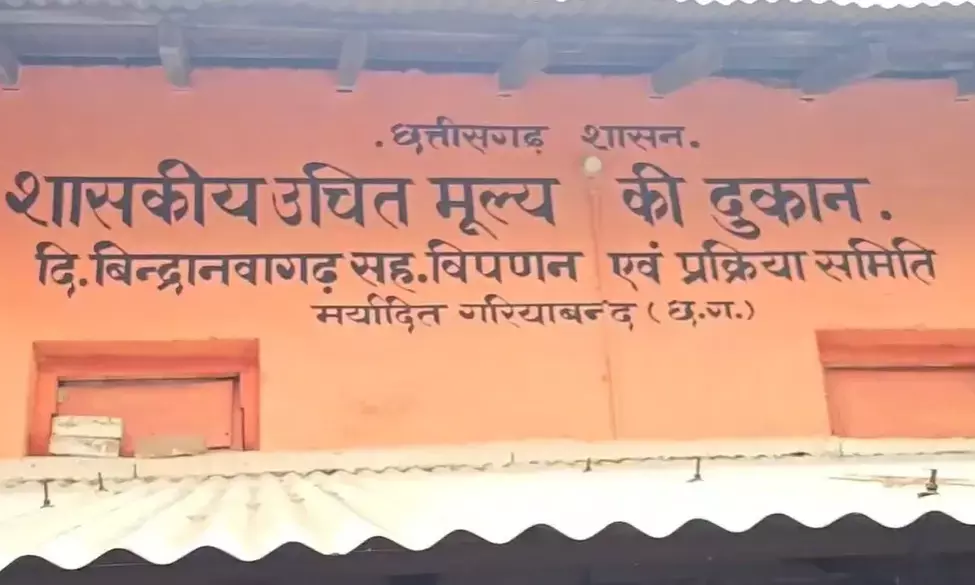 .छत्तीसगढ़ शासन.
शासकीय उचित मूल्य की दुकान.
दि.बिन्द्रानवागढ़ सह.विपणन एवं प्रक्रिया समिति
मर्यादित गरियाबन्द (छ.ग.)